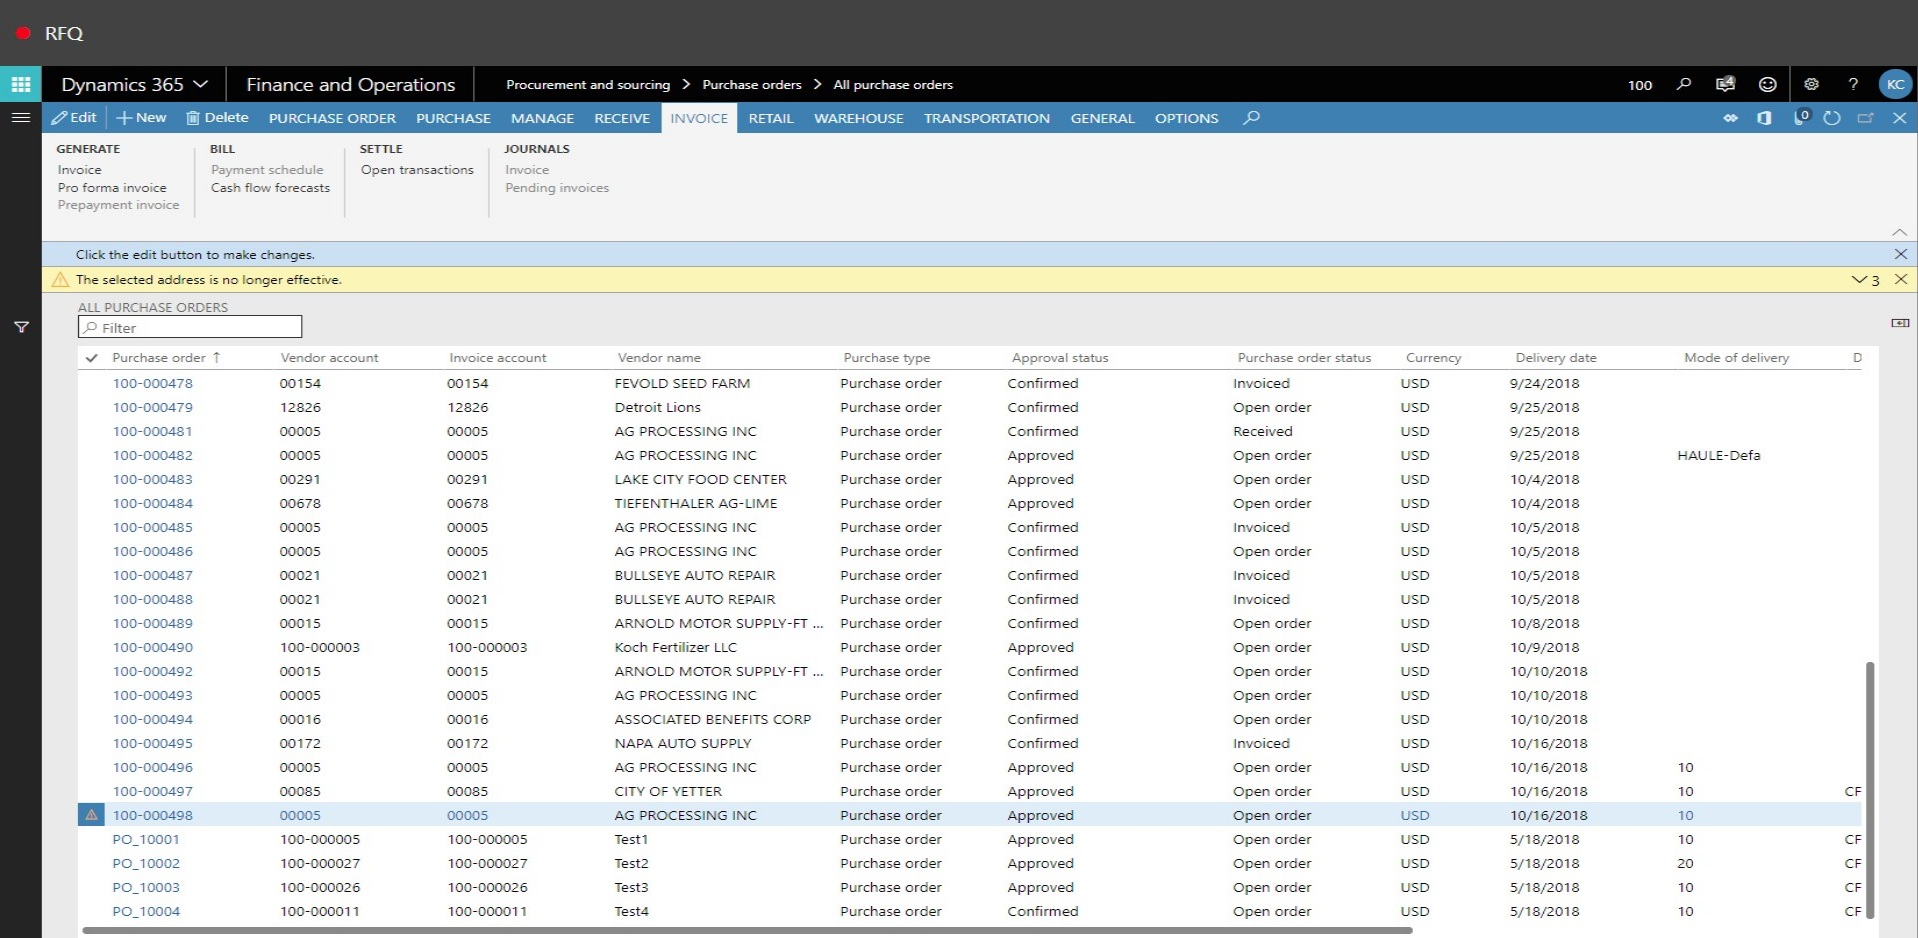 RFQ
Dynamics 365 Finance and Operations Procurement and sourcing > Purchase orders > All purchase orders 100 4 ? KC
Edit + New Delete PURCHASE ORDER PURCHASE MANAGE RECEIVE INVOICE RETAIL WAREHOUSE TRANSPORTATION GENERAL OPTIONS 0
GENERATE BILL SETTLE JOURNALS
Invoice Payment schedule Open transactions Invoice
Pro forma invoice Cash flow forecasts Pending invoices
Prepayment invoice
Click the edit button to make changes.
The selected address is no longer effective. 3
ALL PURCHASE ORDERS
Filter
Purchase order ↑ Vendor account Invoice account Vendor name Purchase type Approval status Purchase order status Currency Delivery date Mode of delivery D
100-000478 00154 00154 FEVOLD SEED FARM Purchase order Confirmed Invoiced USD 9/24/2018
100-000479 12826 12826 Detroit Lions Purchase order Confirmed Open order USD 9/25/2018
100-000481 00005 00005 AG PROCESSING INC Purchase order Confirmed Received USD 9/25/2018
100-000482 00005 00005 AG PROCESSING INC Purchase order Approved Open order USD 9/25/2018 HAULE-Defa
100-000483 00291 00291 LAKE CITY FOOD CENTER Purchase order Approved Open order USD 10/4/2018
100-000484 00678 00678 TIEFENTHALER AG-LIME Purchase order Approved Open order USD 10/4/2018
100-000485 00005 00005 AG PROCESSING INC Purchase order Confirmed Invoiced USD 10/5/2018
100-000486 00005 00005 AG PROCESSING INC Purchase order Confirmed Open order USD 10/5/2018
100-000487 00021 00021 BULLSEYE AUTO REPAIR Purchase order Confirmed Invoiced USD 10/5/2018
100-000488 00021 00021 BULLSEYE AUTO REPAIR Purchase order Confirmed Invoiced USD 10/5/2018
100-000489 00015 00015 ARNOLD MOTOR SUPPLY-FT ... Purchase order Confirmed Open order USD 10/8/2018
100-000490 100-000003 100-000003 Koch Fertilizer LLC Purchase order Approved Open order USD 10/9/2018
100-000492 00015 00015 ARNOLD MOTOR SUPPLY-FT ... Purchase order Confirmed Open order USD 10/10/2018
100-000493 00005 00005 AG PROCESSING INC Purchase order Confirmed Open order USD 10/10/2018
100-000494 00016 00016 ASSOCIATED BENEFITS CORP Purchase order Confirmed Open order USD 10/10/2018
100-000495 00172 00172 NAPA AUTO SUPPLY Purchase order Confirmed Invoiced USD 10/16/2018
100-000496 00005 00005 AG PROCESSING INC Purchase order Approved Open order USD 10/16/2018 10
100-000497 00085 00085 CITY OF YETTER Purchase order Approved Open order USD 10/16/2018 10 CF
100-000498 00005 00005 AG PROCESSING INC Purchase order Approved Open order USD 10/16/2018 10
PO_10001 100-000005 100-000005 Test1 Purchase order Approved Open order USD 5/18/2018 10 CF
PO_10002 100-000027 100-000027 Test2 Purchase order Approved Open order USD 5/18/2018 20 CF
PO_10003 100-000026 100-000026 Test3 Purchase order Approved Open order USD 5/18/2018 10 CF
PO_10004 100-000011 100-000011 Test4 Purchase order Confirmed Open order USD 5/18/2018 10 CF